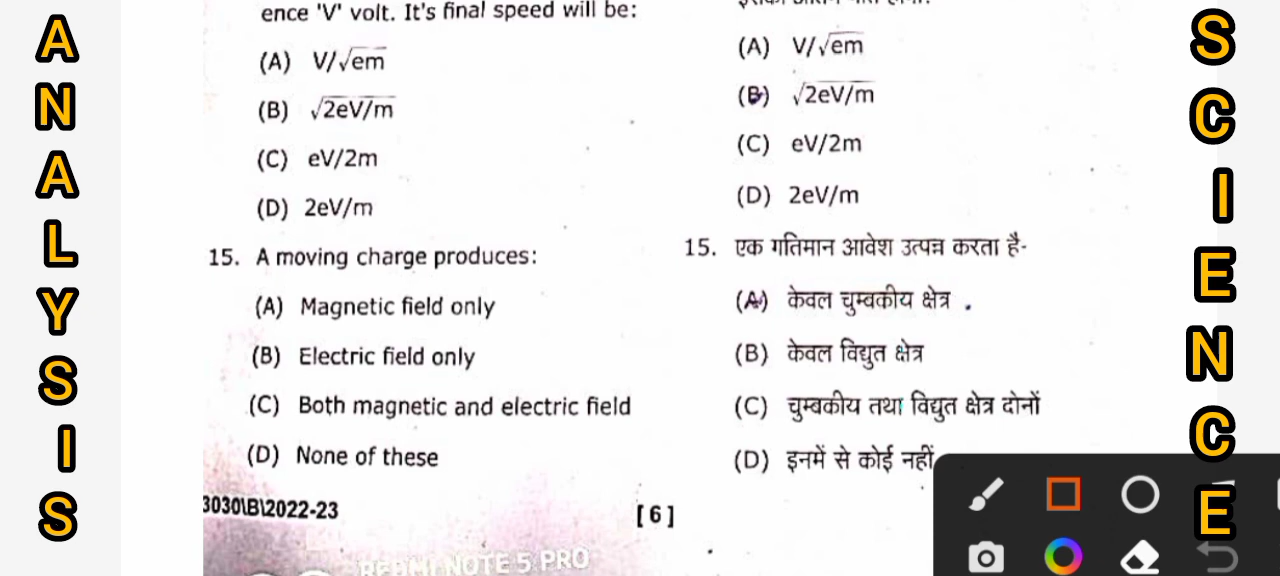 ANALYSIS
ence 'V' volt. It's final speed will be:
(A) V/√em
(B) √2eV/m
(C) eV/2m
(D) 2eV/m
15. A moving charge produces:
(A) Magnetic field only
(B) Electric field only
(C) Both magnetic and electric field
(D) None of these
3030\B\2022-23
[6]
REDMI NOTE 5 PRO
(A) V/√em
(B) √2eV/m
(C) eV/2m
(D) 2eV/m
15. एक गतिमान आवेश उत्पन्न करता है-
(A) केवल चुम्बकीय क्षेत्र .
(B) केवल विद्युत क्षेत्र
(C) चुम्बकीय तथा विद्युत क्षेत्र दोनों
(D) इनमें से कोई नहीं
SCIENCE